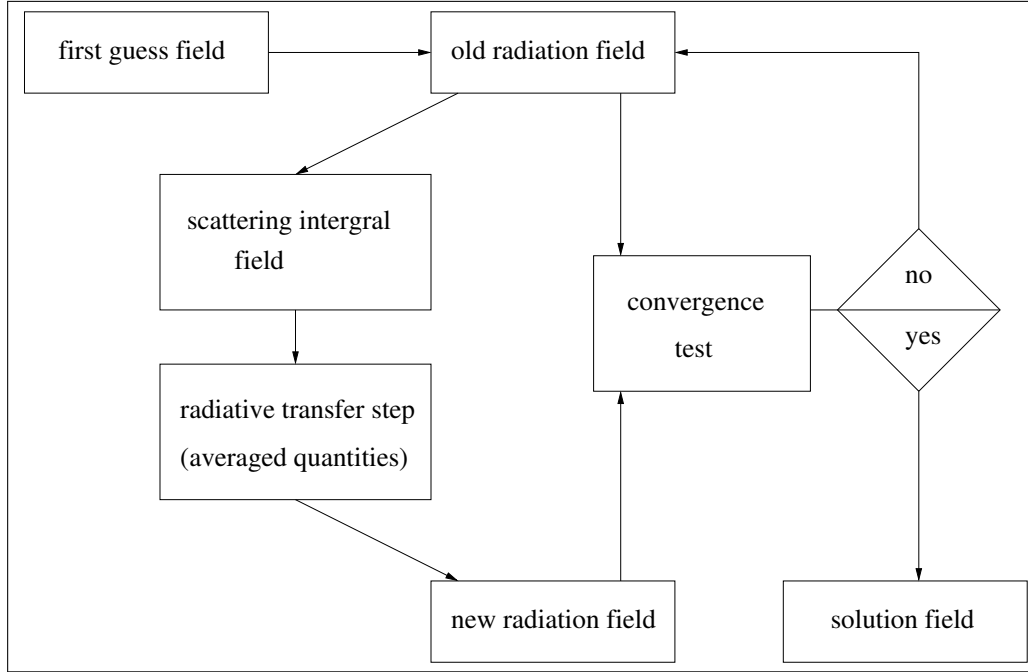 first guess field
old radiation field
scattering intergral
field
no
convergence
yes
test
radiative transfer step
(averaged quantities)
new radiation field
solution field